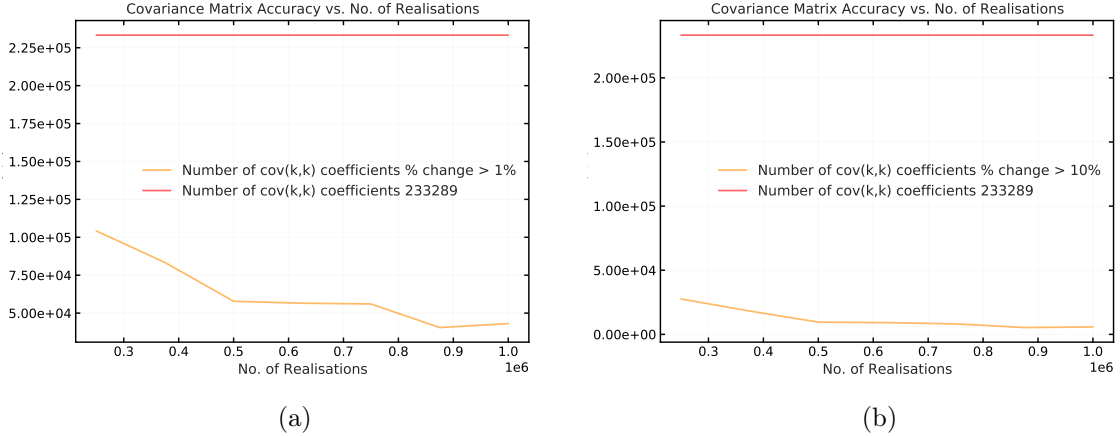 Covariance Matrix Accuracy vs. No. of Realisations
2.25e+05
2.00e+05
1.75e+05
1.50e+05
1.25e+05
1.00e+05
7.50e+04
5.00e+04
Number of cov(k,k) coefficients % change > 1%
Number of cov(k,k) coefficients 233289
0.3 0.4 0.5 0.6 0.7 0.8 0.9 1.0
No. of Realisations
1e6
(a)
Covariance Matrix Accuracy vs. No. of Realisations
2.00e+05
1.50e+05
1.00e+05
5.00e+04
0.00e+00
Number of cov(k,k) coefficients % change > 10%
Number of cov(k,k) coefficients 233289
0.3 0.4 0.5 0.6 0.7 0.8 0.9 1.0
No. of Realisations
1e6
(b)